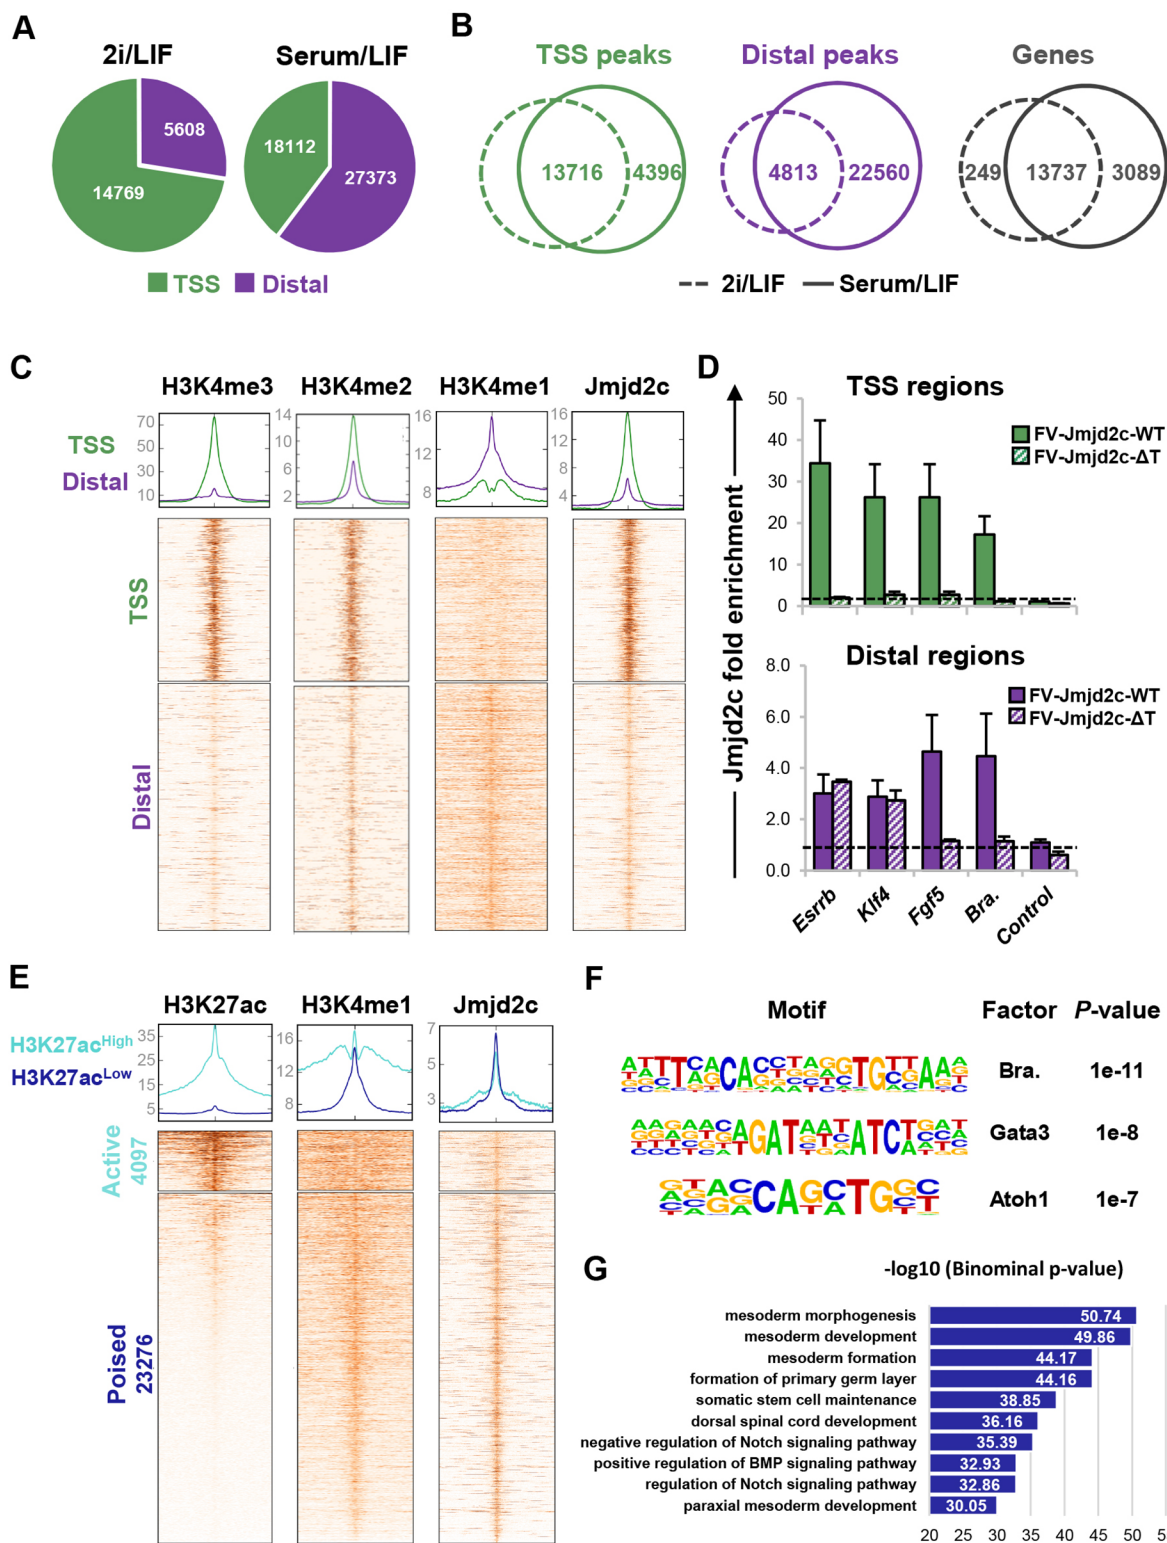 A
2i/LIF
Serum/LIF
5608
14769
18112
27373
TSS
Distal
B
TSS peaks
Distal peaks
Genes
13716
4396
4813
22560
249
13737
3089
2i/LIF
Serum/LIF
C
H3K4me3
H3K4me2
H3K4me1
Jmjd2c
TSS
Distal
70
50
30
10
14
10
6
2
16
12
8
16
12
8
4
TSS
Distal
D
TSS regions
FV-Jmjd2c-WT
FV-Jmjd2c-ΔT
50
40
30
20
10
0
Jmjd2c fold enrichment
Distal regions
FV-Jmjd2c-WT
FV-Jmjd2c-ΔT
8.0
6.0
4.0
2.0
0.0
Esrrb
Klf4
Fgf5
Bra.
Control
E
H3K27ac
H3K4me1
Jmjd2c
H3K27acHigh
H3K27acLow
35
25
15
5
16
12
8
7
5
3
Active
4097
Poised
23276
F
Motif
Factor
P-value
Bra.
1e-11
Gata3
1e-8
Atoh1
1e-7
G
-log10 (Binominal p-value)
mesoderm morphogenesis 50.74
mesoderm development 49.86
mesoderm formation 44.17
formation of primary germ layer 44.16
somatic stem cell maintenance 38.85
dorsal spinal cord development 36.16
negative regulation of Notch signaling pathway 35.39
positive regulation of BMP signaling pathway 32.93
regulation of Notch signaling pathway 32.86
paraxial mesoderm development 30.05
20 25 30 35 40 45 50 5